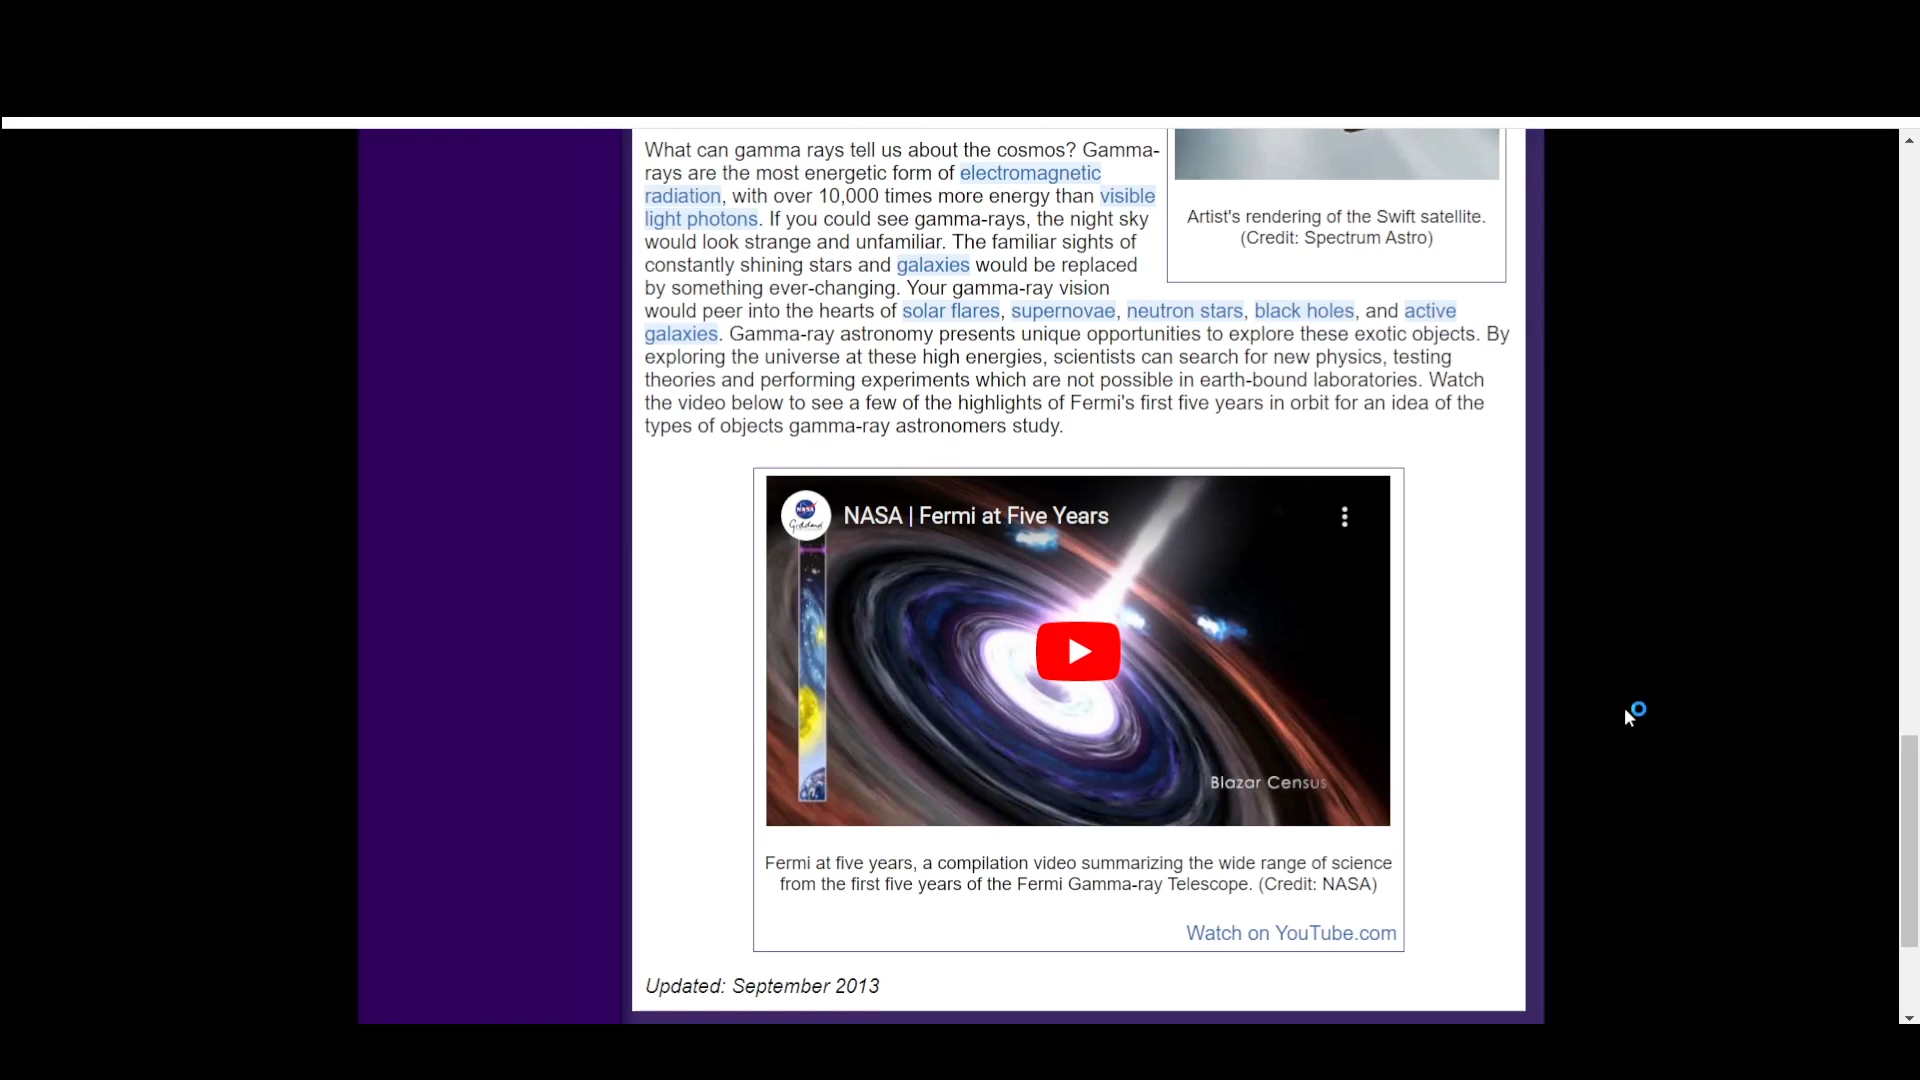 What can gamma rays tell us about the cosmos? Gamma-
rays are the most energetic form of electromagnetic
radiation, with over 10,000 times more energy than visible
light photons. If you could see gamma-rays, the night sky
would look strange and unfamiliar. The familiar sights of
constantly shining stars and galaxies would be replaced
by something ever-changing. Your gamma-ray vision
would peer into the hearts of solar flares, supernovae, neutron stars, black holes, and active
galaxies. Gamma-ray astronomy presents unique opportunities to explore these exotic objects. By
exploring the universe at these high energies, scientists can search for new physics, testing
theories and performing experiments which are not possible in earth-bound laboratories. Watch
the video below to see a few of the highlights of Fermi's first five years in orbit for an idea of the
types of objects gamma-ray astronomers study.
Artist's rendering of the Swift satellite.
(Credit: Spectrum Astro)
NASA
Goddard
NASA | Fermi at Five Years
Blazar Census
Fermi at five years, a compilation video summarizing the wide range of science
from the first five years of the Fermi Gamma-ray Telescope. (Credit: NASA)
Watch on YouTube.com
Updated: September 2013